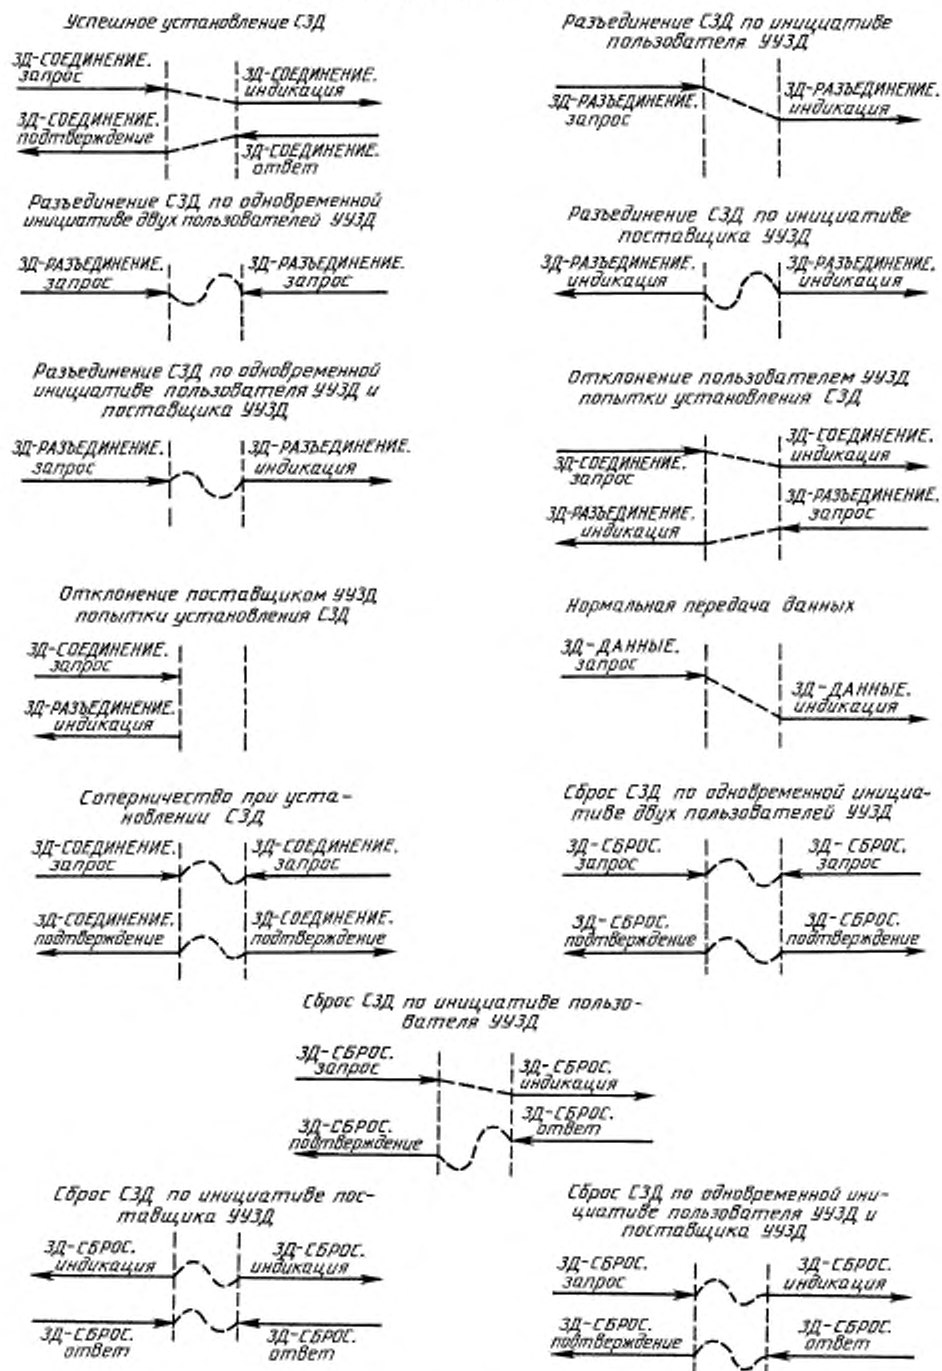 Успешное установление СЗД
ЗД-СОЕДИНЕНИЕ.
запрос
ЗД-СОЕДИНЕНИЕ.
индикация
ЗД-СОЕДИНЕНИЕ.
подтверждение
ЗД-СОЕДИНЕНИЕ.
ответ
Разъединение СЗД по инициативе
пользователя УУЗД
ЗД-РАЗЪЕДИНЕНИЕ.
запрос
ЗД-РАЗЪЕДИНЕНИЕ.
индикация
Разъединение СЗД по одновременной
инициативе двух пользователей УУЗД
ЗД-РАЗЪЕДИНЕНИЕ.
запрос
ЗД-РАЗЪЕДИНЕНИЕ.
запрос
Разъединение СЗД по инициативе
поставщика УУЗД
ЗД-РАЗЪЕДИНЕНИЕ.
индикация
ЗД-РАЗЪЕДИНЕНИЕ.
индикация
Разъединение СЗД по одновременной
инициативе пользователя УУЗД и
поставщика УУЗД
ЗД-РАЗЪЕДИНЕНИЕ.
запрос
ЗД-РАЗЪЕДИНЕНИЕ.
индикация
Отклонение пользователем УУЗД
попытки установления СЗД
ЗД-СОЕДИНЕНИЕ.
запрос
ЗД-СОЕДИНЕНИЕ.
индикация
ЗД-РАЗЪЕДИНЕНИЕ.
индикация
ЗД-РАЗЪЕДИНЕНИЕ.
запрос
Отклонение поставщиком УУЗД
попытки установления СЗД
ЗД-СОЕДИНЕНИЕ.
запрос
ЗД-РАЗЪЕДИНЕНИЕ.
индикация
Нормальная передача данных
ЗД-ДАННЫЕ.
запрос
ЗД-ДАННЫЕ.
индикация
Соперничество при уста-
новлении СЗД
ЗД-СОЕДИНЕНИЕ.
запрос
ЗД-СОЕДИНЕНИЕ.
запрос
ЗД-СОЕДИНЕНИЕ.
подтверждение
ЗД-СОЕДИНЕНИЕ.
подтверждение
Сброс СЗД по одновременной инициа-
тиве двух пользователей УУЗД
ЗД-СБРОС.
запрос
ЗД-СБРОС.
запрос
ЗД-СБРОС.
подтверждение
ЗД-СБРОС.
подтверждение
Сброс СЗД по инициативе пользо-
вателя УУЗД
ЗД-СБРОС.
запрос
ЗД-СБРОС.
индикация
ЗД-СБРОС.
подтверждение
ЗД-СБРОС.
ответ
Сброс СЗД по инициативе пос-
тавщика УУЗД
ЗД-СБРОС.
индикация
ЗД-СБРОС.
индикация
ЗД-СБРОС.
ответ
ЗД-СБРОС.
ответ
Сброс СЗД по одновременной ини-
циативе пользователя УУЗД и
поставщика УУЗД
ЗД-СБРОС.
запрос
ЗД-СБРОС.
индикация
ЗД-СБРОС.
подтверждение
ЗД-СБРОС.
ответ